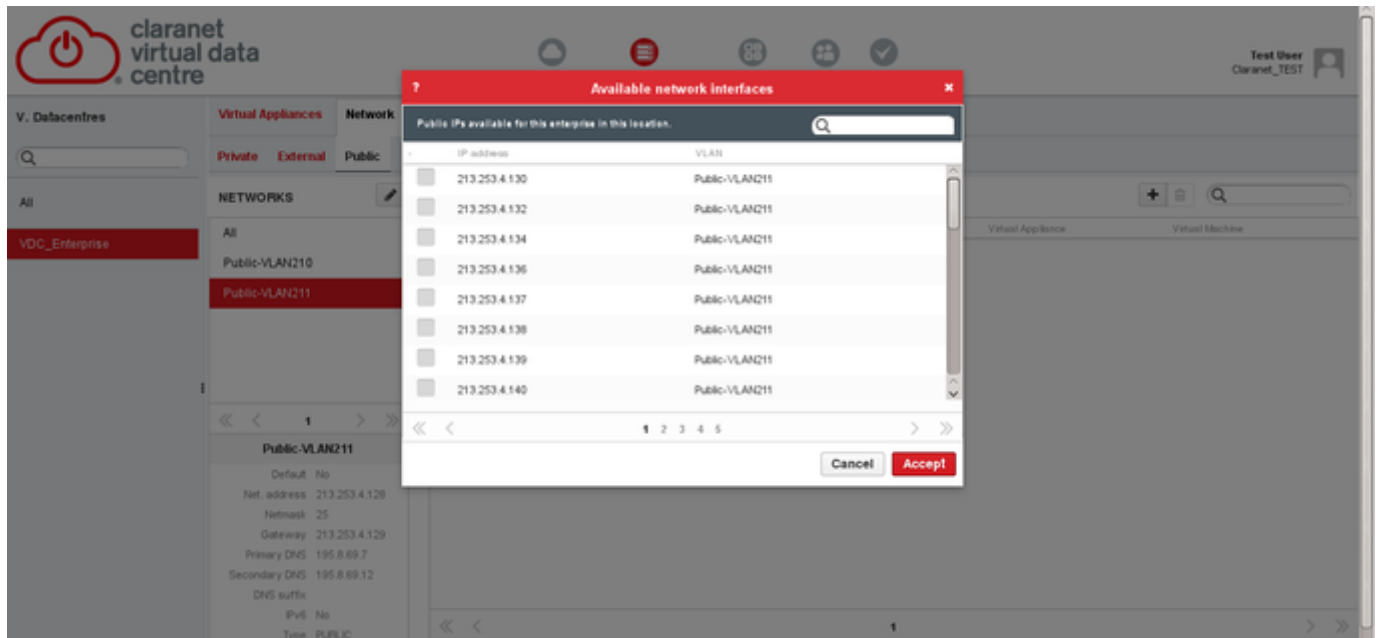 claranet
virtual data
centre
Test User
Claranet_TEST
V. Datacentres
All
VDC_Enterprise
Virtual Appliances Network
Private External Public
NETWORKS
All
Public-VLAN210
Public-VLAN211
1
Public-VLAN211
Default No
Net. address 213.253.4.128
Netmask 25
Gateway 213.253.4.129
Primary DNS 195.8.69.7
Secondary DNS 195.8.69.12
DNS suffix
IPv6 No
Type PUBLIC
? Available network interfaces
Public IPs available for this enterprise in this location.
- IP address VLAN
213.253.4.130 Public-VLAN211
213.253.4.132 Public-VLAN211
213.253.4.134 Public-VLAN211
213.253.4.136 Public-VLAN211
213.253.4.137 Public-VLAN211
213.253.4.138 Public-VLAN211
213.253.4.139 Public-VLAN211
213.253.4.140 Public-VLAN211
1 2 3 4 5
Cancel Accept
Virtual Appliance Virtual Machine
1